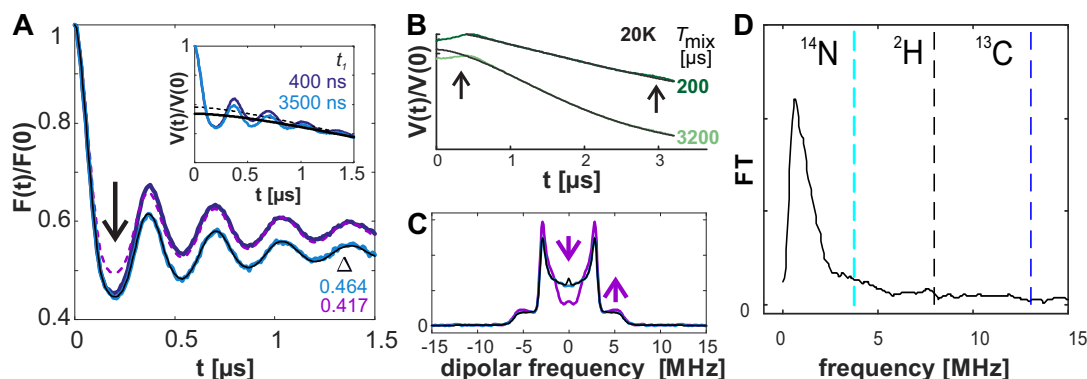 A
1
0.8
0.6
0.4
F(t)/F(0)
0
0.5
1
1.5
t [µs]
Δ
0.464
0.417
1
V(t)/V(0)
t₁
400 ns
3500 ns
0
0.5
1
1.5
t [µs]
B
20K
T_mix
[µs]
200
3200
V(t)/V(0)
0
1
2
3
t [µs]
C
0
-15
-10
-5
0
5
10
15
dipolar frequency [MHz]
D
¹⁴N
²H
¹³C
FT
0
0
5
10
15
frequency [MHz]